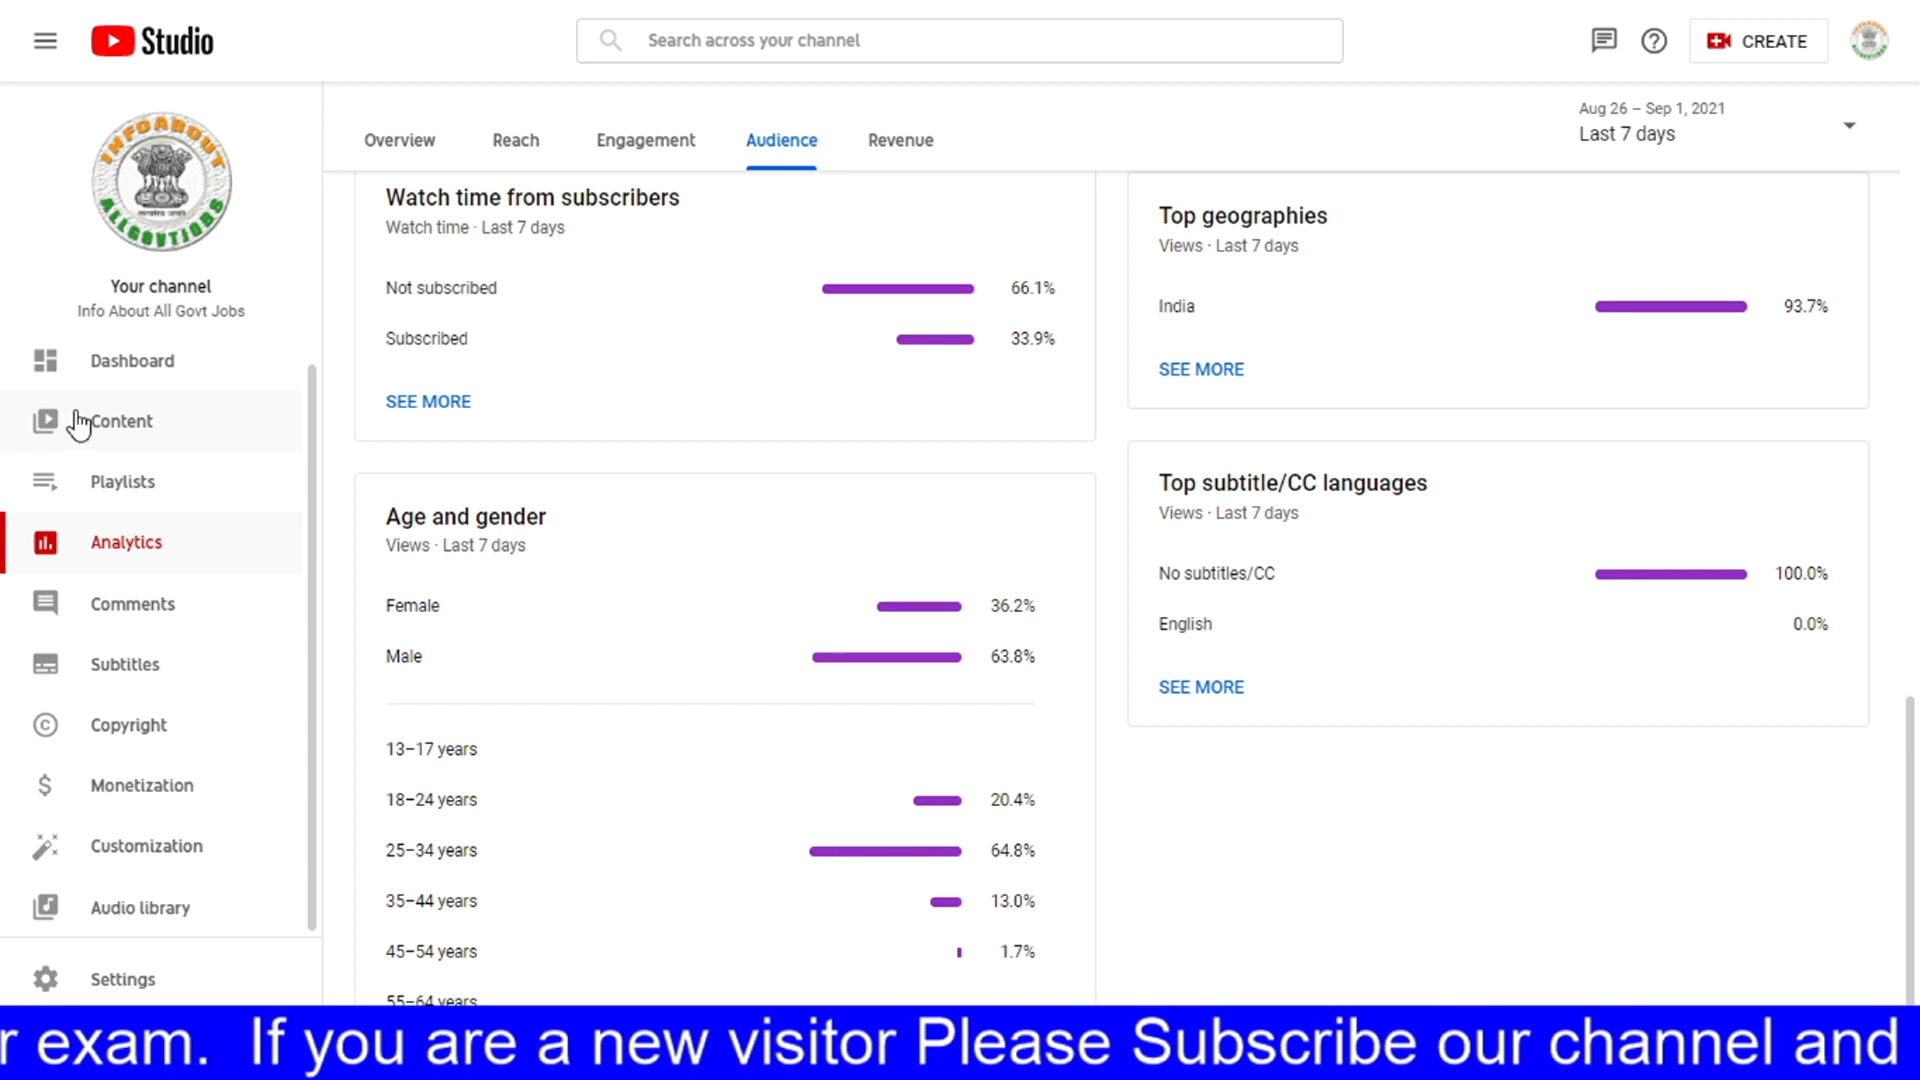 Studio
Search across your channel
CREATE
INFOABOUT
ALLGOVTJOBS
Your channel
Info About All Govt Jobs
Dashboard
Content
Playlists
Analytics
Comments
Subtitles
Copyright
Monetization
Customization
Audio library
Settings
Overview
Reach
Engagement
Audience
Revenue
Aug 26 – Sep 1, 2021
Last 7 days
Watch time from subscribers
Watch time · Last 7 days
Not subscribed 66.1%
Subscribed 33.9%
SEE MORE
Age and gender
Views · Last 7 days
Female 36.2%
Male 63.8%
13–17 years
18–24 years 20.4%
25–34 years 64.8%
35–44 years 13.0%
45–54 years 1.7%
55–64 years
Top geographies
Views · Last 7 days
India 93.7%
SEE MORE
Top subtitle/CC languages
Views · Last 7 days
No subtitles/CC 100.0%
English 0.0%
SEE MORE
r exam. If you are a new visitor Please Subscribe our channel and